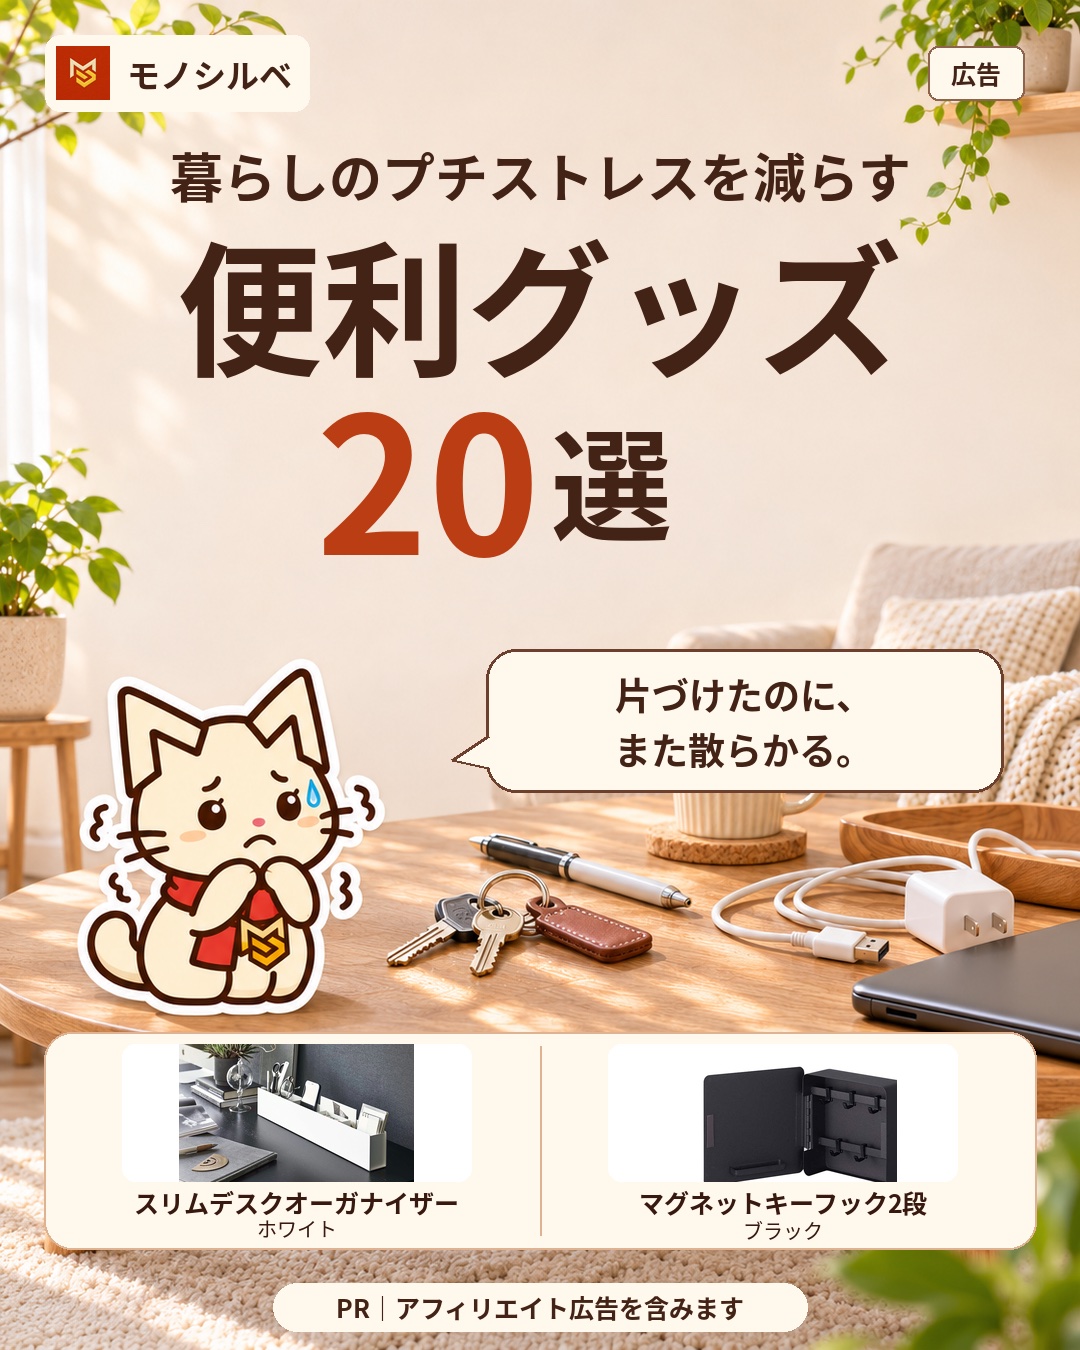 モノシルベ
広告
暮らしのプチストレスを減らす
便利グッズ
20選
片づけたのに、
また散らかる。
スリムデスクオーガナイザー
ホワイト
マグネットキーフック2段
ブラック
PR｜アフィリエイト広告を含みます